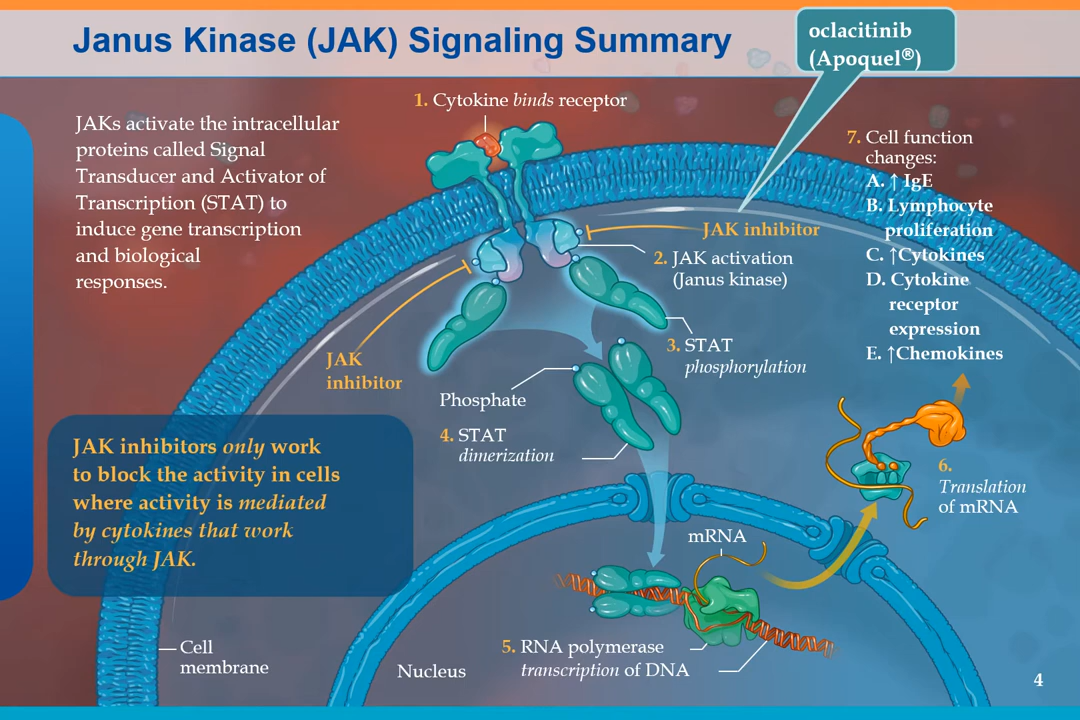 Janus Kinase (JAK) Signaling Summary
oclacitinib
(Apoquel®)
JAKs activate the intracellular
proteins called Signal
Transducer and Activator of
Transcription (STAT) to
induce gene transcription
and biological
responses.
1. Cytokine binds receptor
JAK inhibitor
2. JAK activation
(Janus kinase)
3. STAT
phosphorylation
JAK
inhibitor
Phosphate
4. STAT
dimerization
JAK inhibitors only work
to block the activity in cells
where activity is mediated
by cytokines that work
through JAK.
mRNA
5. RNA polymerase
transcription of DNA
6.
Translation
of mRNA
7. Cell function
changes:
A. ↑ IgE
B. Lymphocyte
proliferation
C. ↑Cytokines
D. Cytokine
receptor
expression
E. ↑Chemokines
Cell
membrane
Nucleus
4